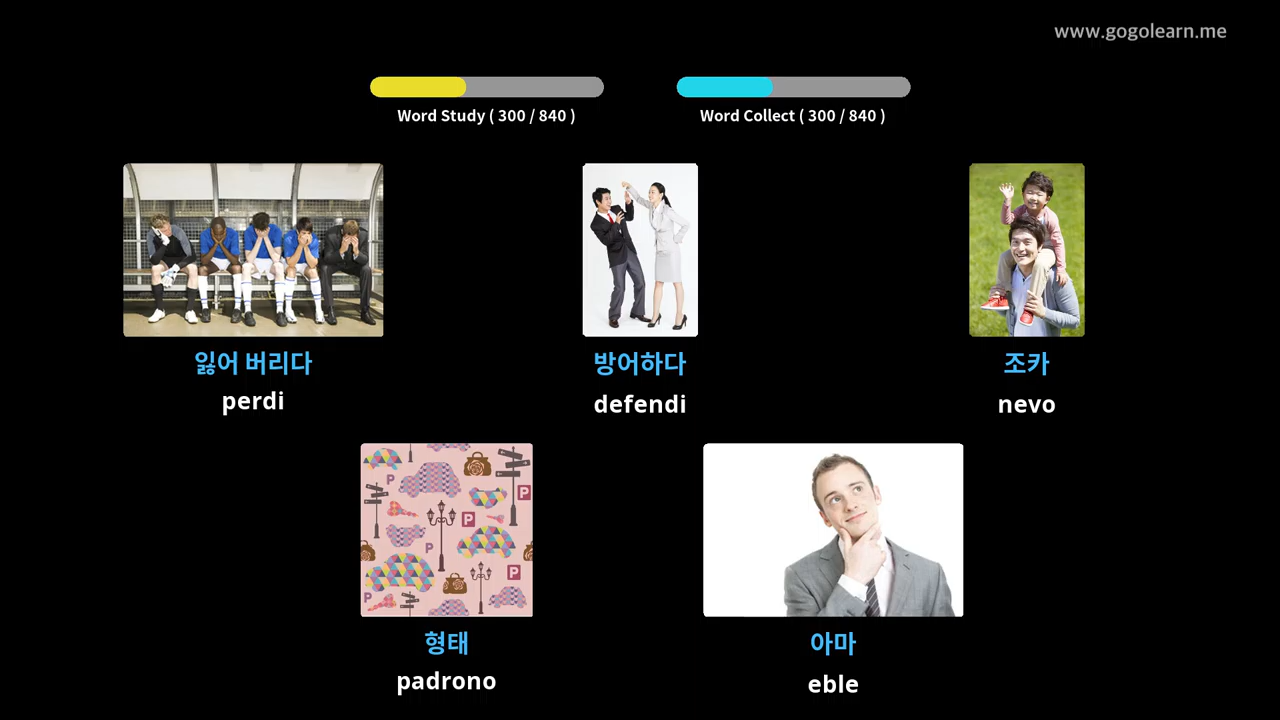 www.gogolearn.me
Word Study ( 300 / 840 )
Word Collect ( 300 / 840 )
잃어 버리다
방어하다
조카
perdi
defendi
nevo
P
P
P
P
P
P
형태
아마
padrono
eble